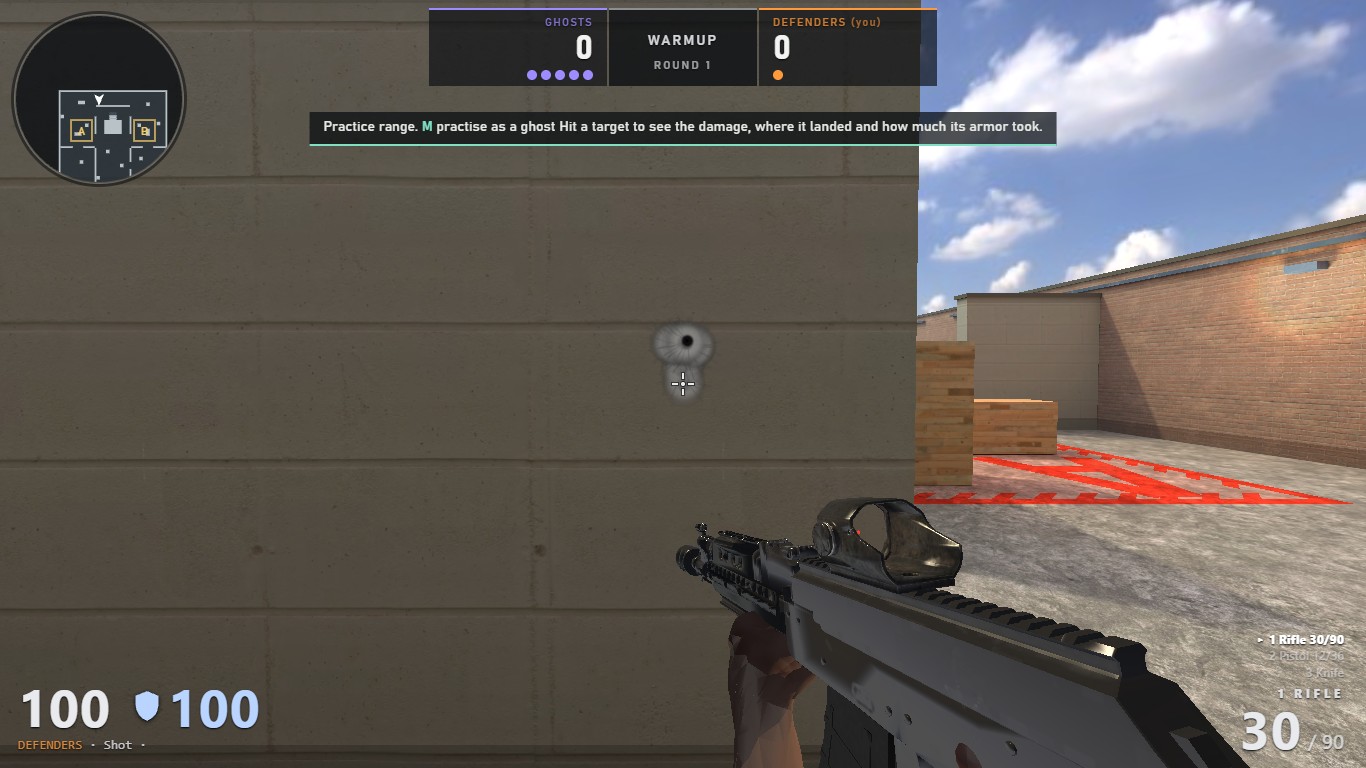 GHOSTS
0
WARMUP
ROUND 1
DEFENDERS (you)
0
Practice range. M practise as a ghost Hit a target to see the damage, where it landed and how much its armor took.
A
B
1 Rifle 30/90
2 Pistol 12/36
3 Knife
1 RIFLE
30 / 90
100 100
DEFENDERS · Shot ·